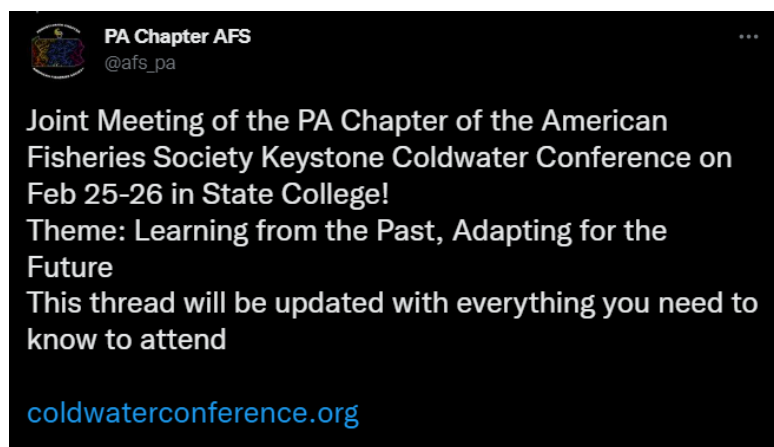 PA Chapter AFS
@afs_pa
Joint Meeting of the PA Chapter of the American
Fisheries Society Keystone Coldwater Conference on
Feb 25-26 in State College!
Theme: Learning from the Past, Adapting for the
Future
This thread will be updated with everything you need to
know to attend
coldwaterconference.org